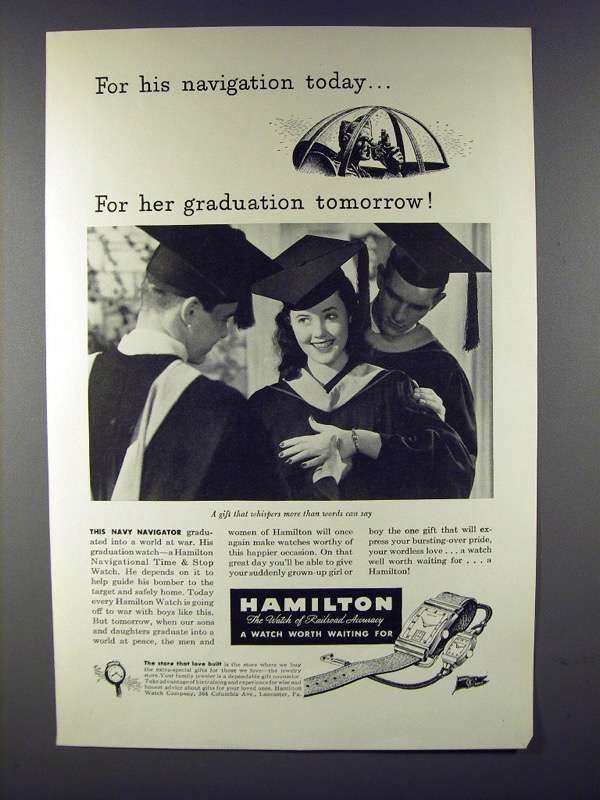 For his navigation today...
For her graduation tomorrow!
A gift that whispers more than words can say
THIS NAVY NAVIGATOR gradu-
ated into a world at war. His
graduation watch—a Hamilton
Navigational Time & Stop
Watch. He depends on it to
help guide his bomber to the
target and safely home. Today
every Hamilton Watch is going
off to war with boys like this.
But tomorrow, when our sons
and daughters graduate into a
world at peace, the men and
women of Hamilton will once
again make watches worthy of
this happier occasion. On that
great day you'll be able to give
your suddenly grown-up girl or
boy the one gift that will ex-
press your bursting-over pride,
your wordless love . . . a watch
well worth waiting for . . . a
Hamilton!
HAMILTON
The Watch of Railroad Accuracy
A WATCH WORTH WAITING FOR
The store that love built is the store where we buy
the extra-special gifts for those we love—the jewelry
store. Your family jeweler is a dependable gift counselor.
Take advantage of his training and experience for wise and
honest advice about gifts for your loved ones. Hamilton
Watch Company, 364 Columbia Ave., Lancaster, Pa.